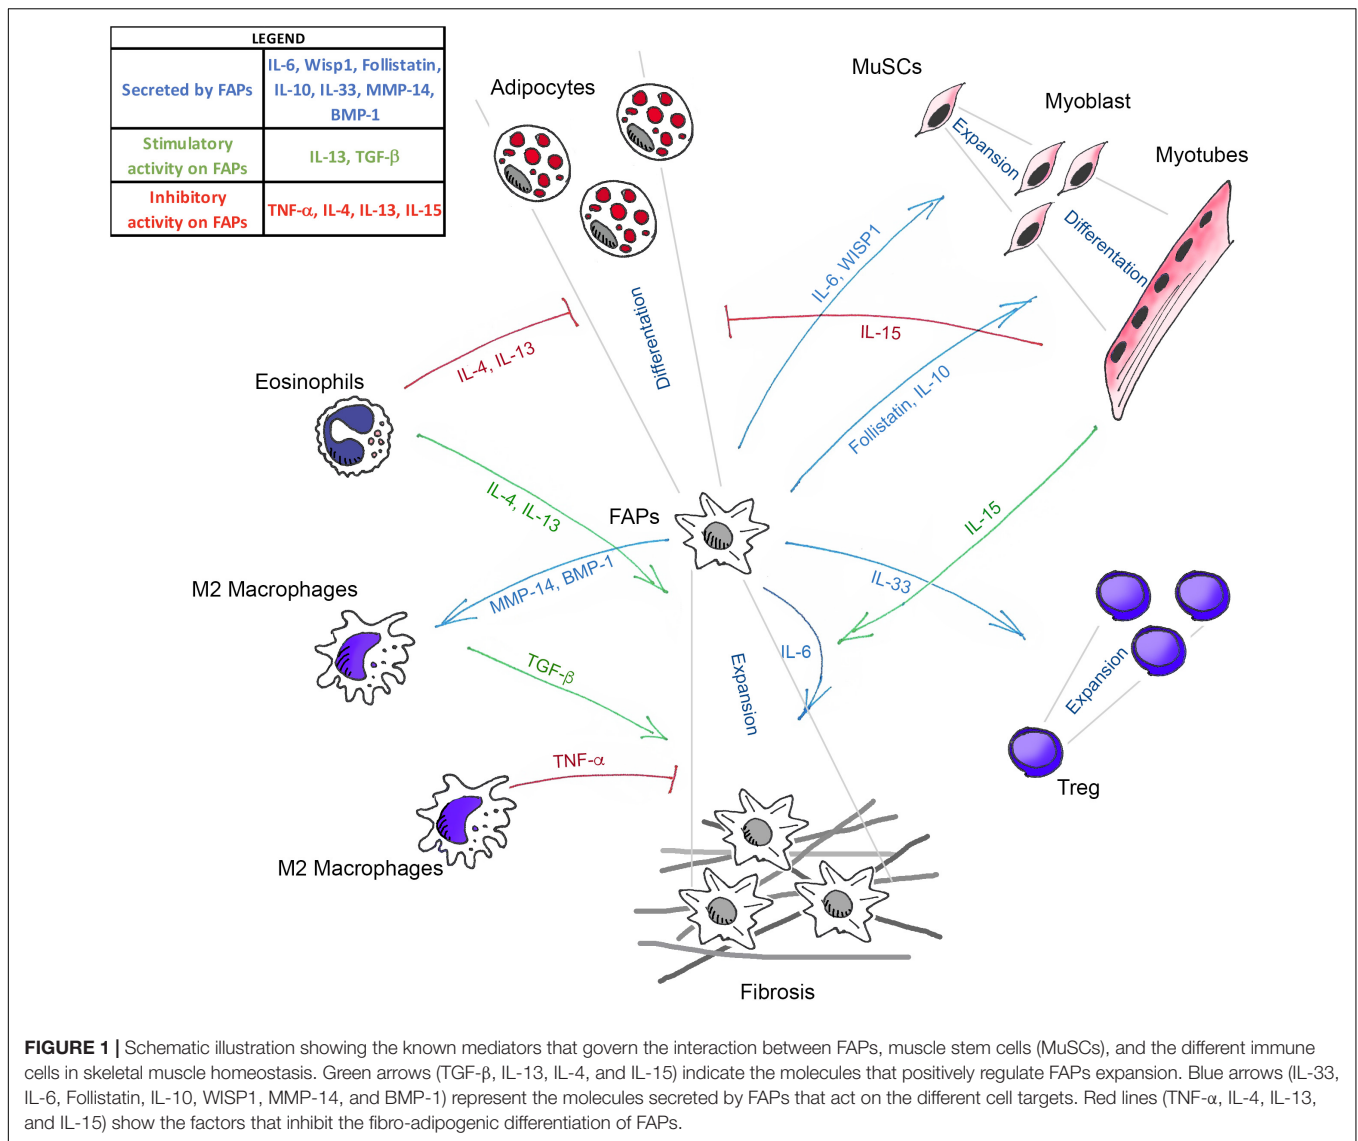 LEGEND
Secreted by FAPs
IL-6, Wisp1, Follistatin,
IL-10, IL-33, MMP-14,
BMP-1
Stimulatory
activity on FAPs
IL-13, TGF-β
Inhibitory
activity on FAPs
TNF-α, IL-4, IL-13, IL-15
Adipocytes
MuSCs
Myoblast
Myotubes
Expansion
Differentation
IL-6, WISP1
Differentation
IL-15
IL-4, IL-13
Eosinophils
Follistatin, IL-10
IL-4, IL-13
FAPs
IL-15
M2 Macrophages
MMP-14, BMP-1
IL-33
TGF-β
IL-6
Expansion
Expansion
TNF-α
Treg
M2 Macrophages
Fibrosis
FIGURE 1 | Schematic illustration showing the known mediators that govern the interaction between FAPs, muscle stem cells (MuSCs), and the different immune
cells in skeletal muscle homeostasis. Green arrows (TGF-β, IL-13, IL-4, and IL-15) indicate the molecules that positively regulate FAPs expansion. Blue arrows (IL-33,
IL-6, Follistatin, IL-10, WISP1, MMP-14, and BMP-1) represent the molecules secreted by FAPs that act on the different cell targets. Red lines (TNF-α, IL-4, IL-13,
and IL-15) show the factors that inhibit the fibro-adipogenic differentiation of FAPs.